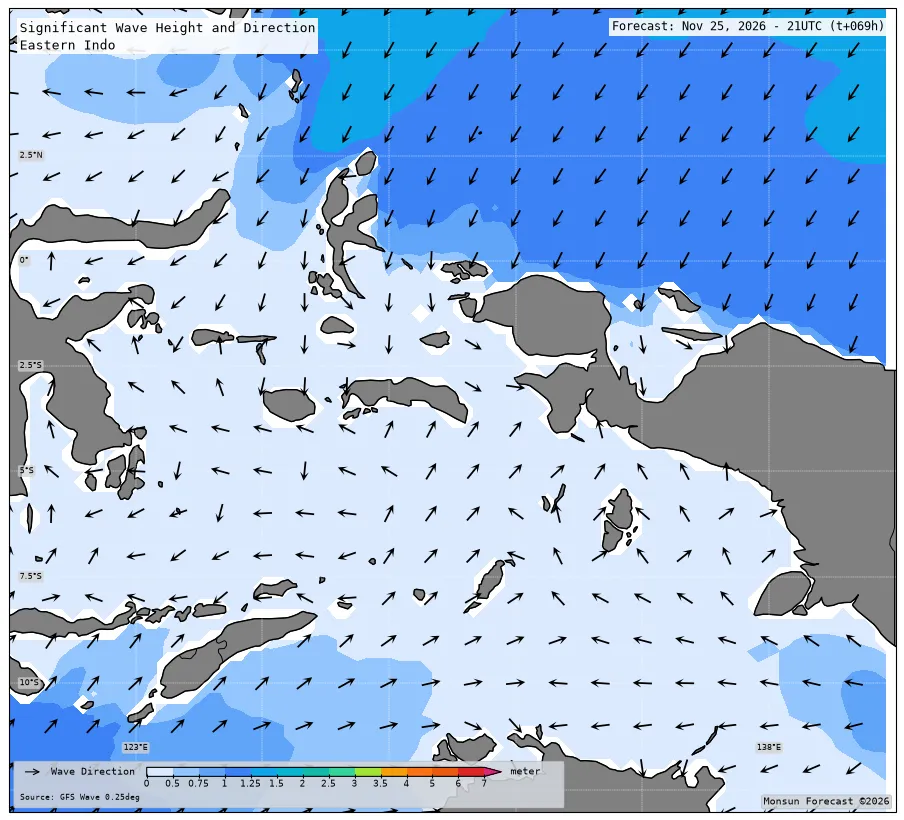 Significant Wave Height and Direction
Eastern Indo
Forecast: Nov 25, 2026 - 21UTC (t+069h)
2.5°N
0°
2.5°S
5°S
7.5°S
10°S
123°E
138°E
Wave Direction
meter
0 0.5 0.75 1 1.25 1.5 2 2.5 3 3.5 4 5 6 7
Source: GFS Wave 0.25deg
Monsun Forecast ©2026